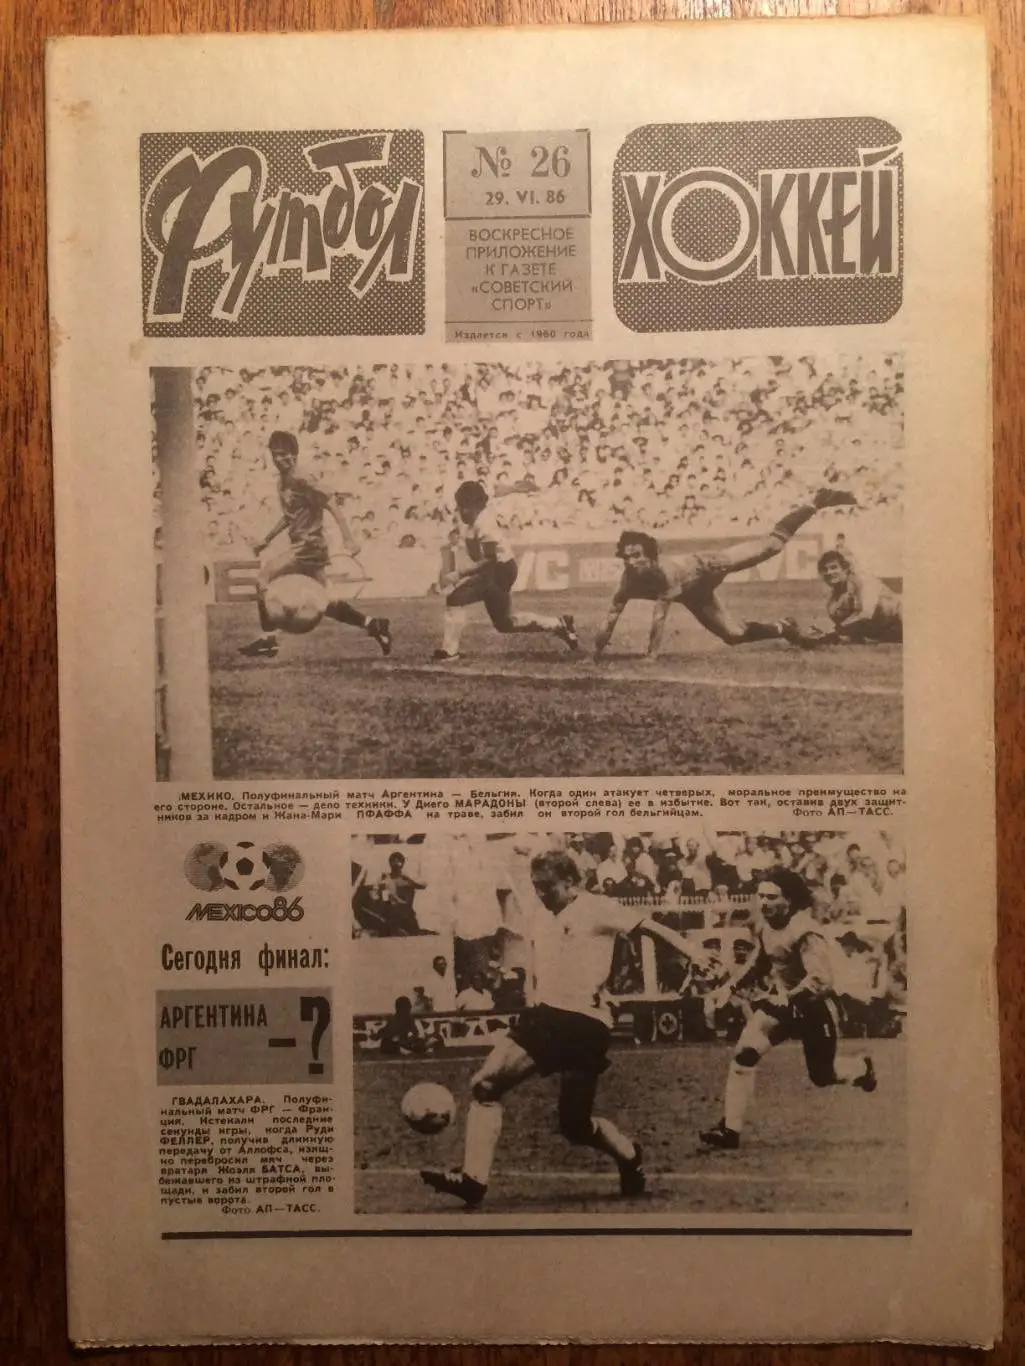 Футбол
№ 26
29. VI. 86
ВОСКРЕСНОЕ
ПРИЛОЖЕНИЕ
К ГАЗЕТЕ
«СОВЕТСКИЙ
СПОРТ»
Издается с 1960 года
ХОККЕЙ
МЕХИКО. Полуфинальный матч Аргентина — Бельгия. Когда один атакует четверых, моральное преимущество на
его стороне. Остальное — дело техники. У Диего МАРАДОНЫ (второй слева) ее в избытке. Вот так, оставив двух защит-
ников за кадром и Жана-Мари ПФАФФА на траве, забил он второй гол бельгийцам. Фото АП—ТАСС.
MEXICO86
Сегодня финал:
АРГЕНТИНА
ФРГ
– ?
ГВАДАЛАХАРА. Полуфи-
нальный матч ФРГ — Фран-
ция. Истекали последние
секунды игры, когда Руди
ФЕЛЛЕР, получив длинную
передачу от Аллофса, изящ-
но перебросил мяч через
вратаря Жоэля БАТСА, вы-
бежавшего из штрафной пло-
щади, и забил второй гол в
пустые ворота.
Фото АП—ТАСС.